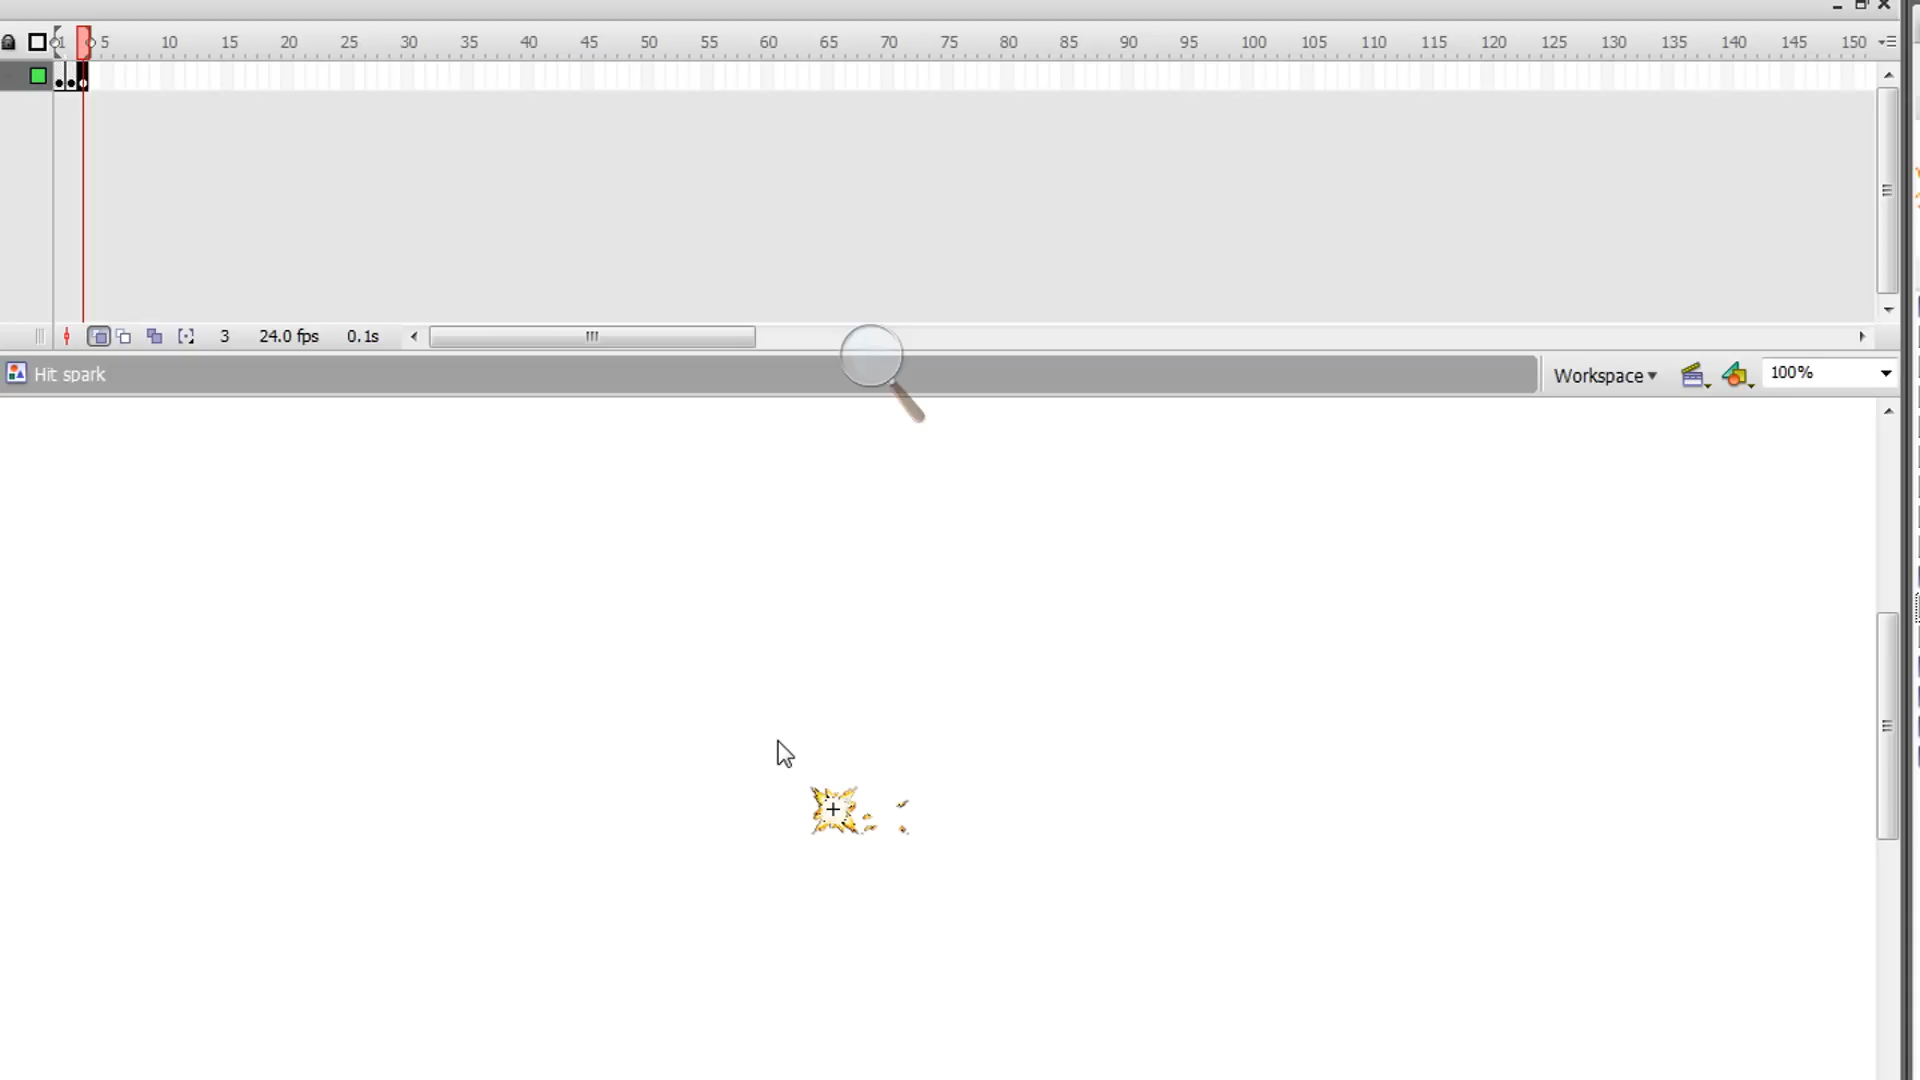 1 5 10 15 20 25 30 35 40 45 50 55 60 65 70 75 80 85 90 95 100 105 110 115 120 125 130 135 140 145 150
3 24.0 fps 0.1s
Hit spark Workspace 100%